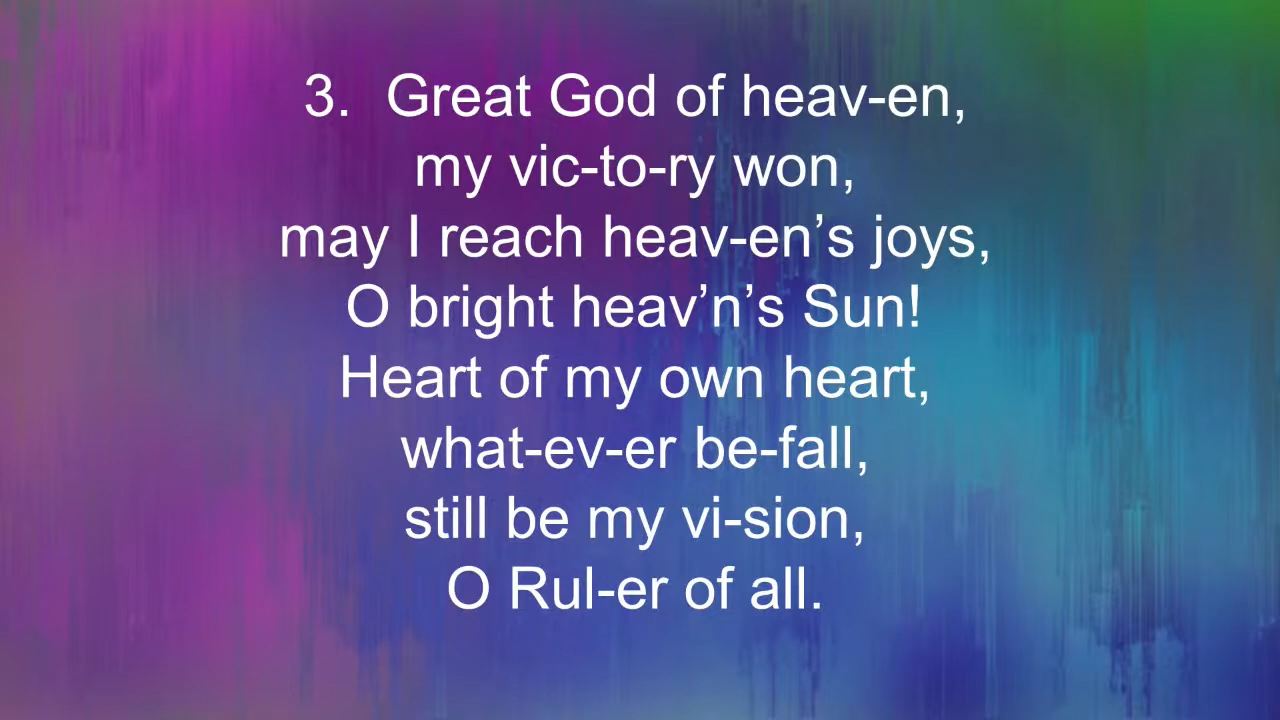 3.  Great God of heav-en,
my vic-to-ry won,
may I reach heav-en’s joys,
O bright heav’n’s Sun!
Heart of my own heart,
what-ev-er be-fall,
still be my vi-sion,
O Rul-er of all.